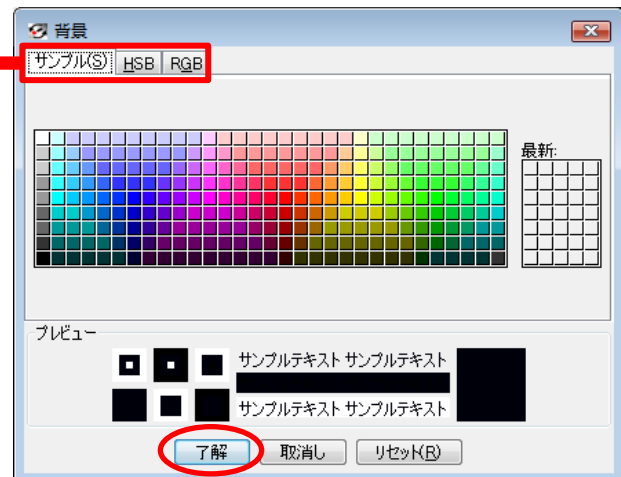 背景
サンプル(S) HSB RGB
最新:
プレビュー
サンプルテキスト サンプルテキスト
サンプルテキスト サンプルテキスト
了解 取消し リセット(R)